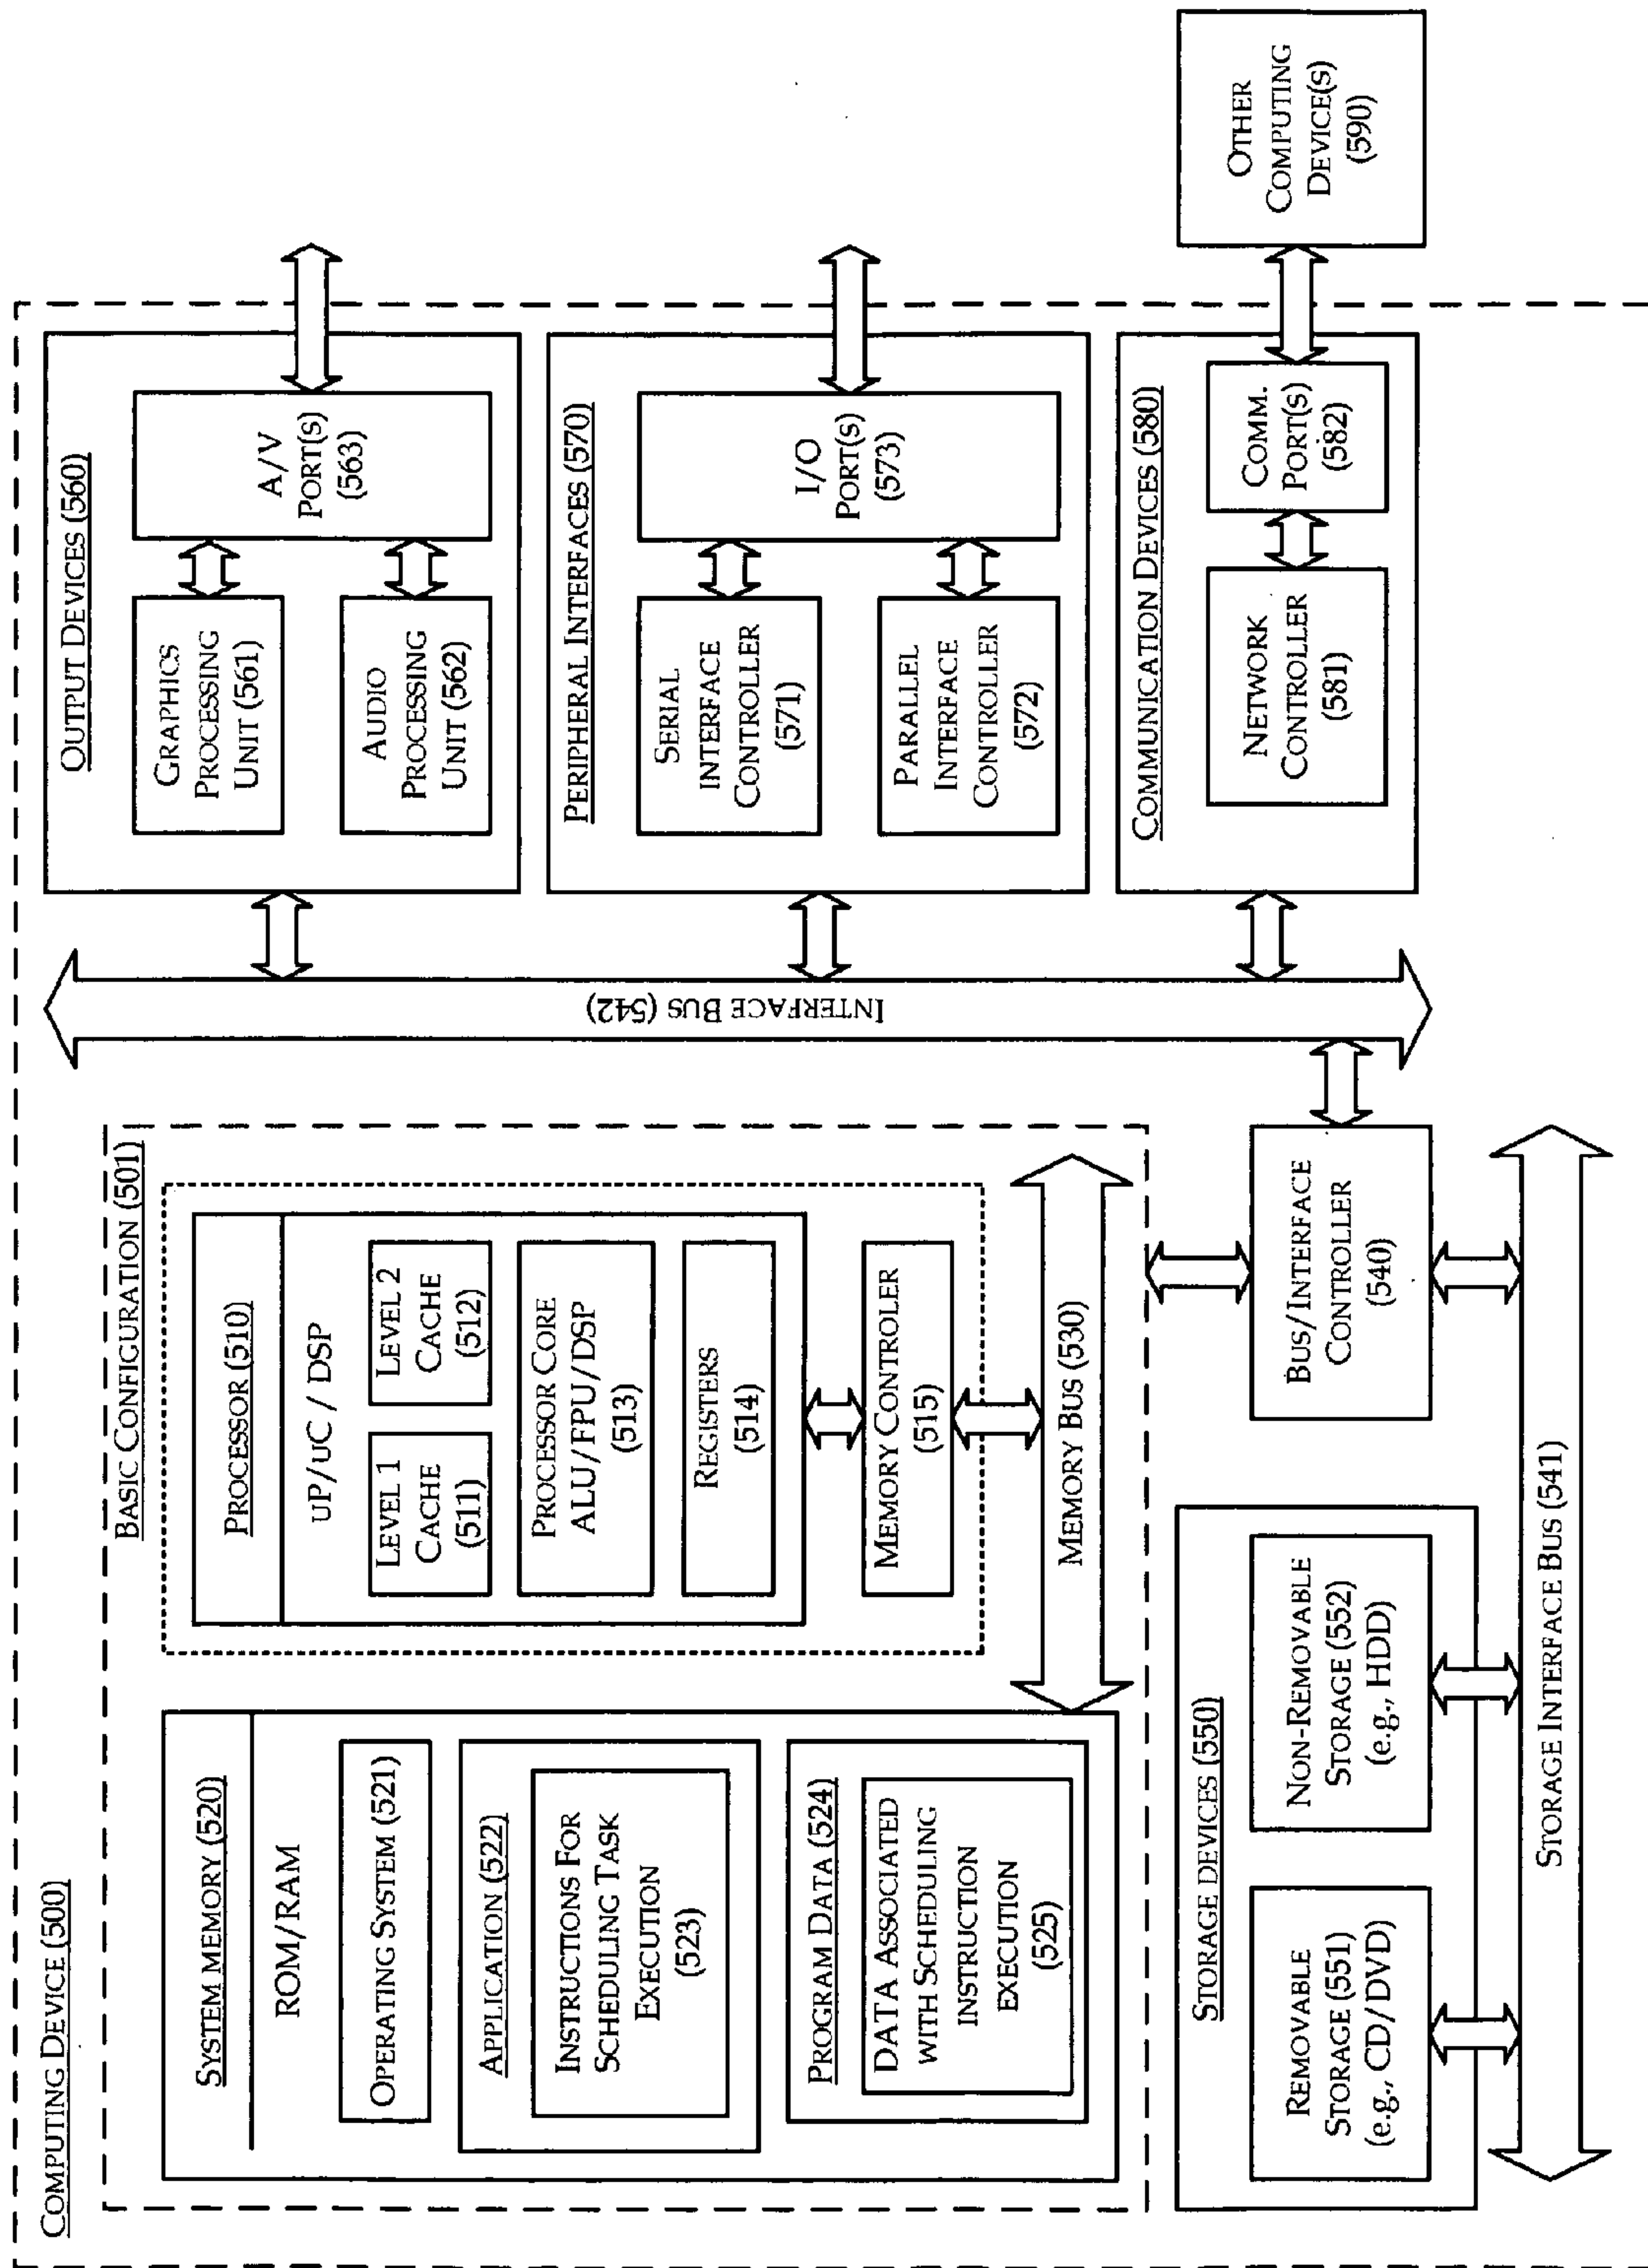 COMPUTING DEVICE (500)
BASIC CONFIGURATION (501)
SYSTEM MEMORY (520)
ROM/RAM
OPERATING SYSTEM (521)
APPLICATION (522)
INSTRUCTIONS FOR
SCHEDULING TASK
EXECUTION
(523)
PROGRAM DATA (524)
DATA ASSOCIATED
WITH SCHEDULING
INSTRUCTION
EXECUTION
(525)
PROCESSOR (510)
UP/UC / DSP
LEVEL 1
CACHE
(511)
LEVEL 2
CACHE
(512)
PROCESSOR CORE
ALU/FPU/DSP
(513)
REGISTERS
(514)
MEMORY CONTROLLER
(515)
MEMORY BUS (530)
STORAGE DEVICES (550)
REMOVABLE
STORAGE (551)
(e.g., CD/DVD)
NON-REMOVABLE
STORAGE (552)
(e.g., HDD)
BUS/INTERFACE
CONTROLLER
(540)
STORAGE INTERFACE BUS (541)
INTERFACE BUS (542)
OUTPUT DEVICES (560)
GRAPHICS
PROCESSING
UNIT (561)
AUDIO
PROCESSING
UNIT (562)
A/V
PORT(S)
(563)
PERIPHERAL INTERFACES (570)
SERIAL
INTERFACE
CONTROLLER
(571)
PARALLEL
INTERFACE
CONTROLLER
(572)
I/O
PORT(S)
(573)
COMMUNICATION DEVICES (580)
NETWORK
CONTROLLER
(581)
COMM.
PORT(S)
(582)
OTHER
COMPUTING
DEVICE(S)
(590)